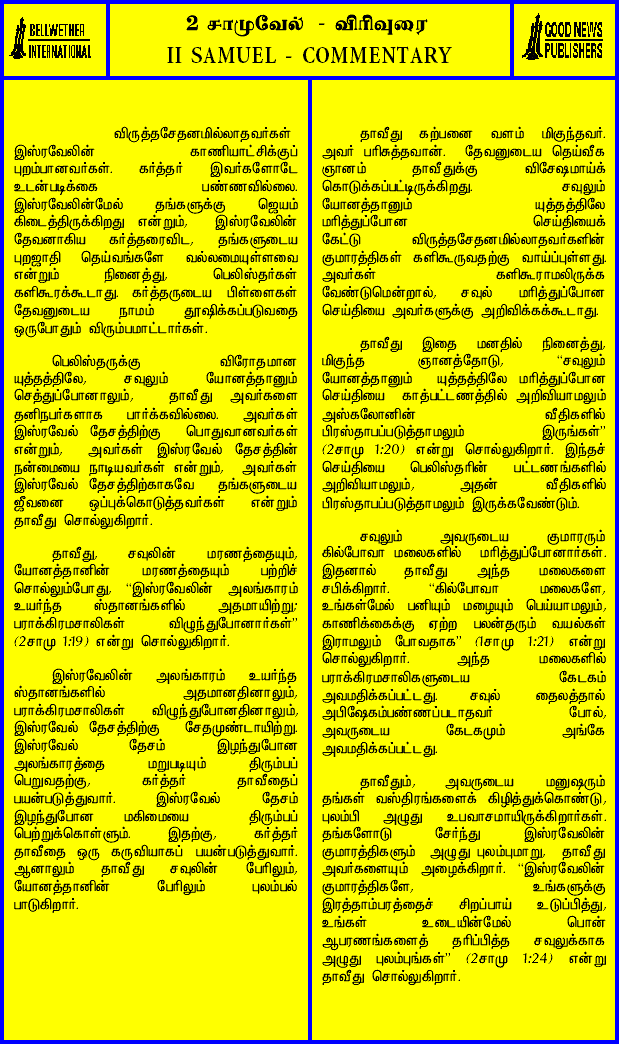 BELLWETHER
INTERNATIONAL
2 சாமுவேல் - விரிவுரை
II SAMUEL - COMMENTARY
GOOD NEWS
PUBLISHERS
விருத்தசேதனமில்லாதவர்கள்
இஸ்ரவேலின் காணியாட்சிக்குப்
புறம்பானவர்கள். கர்த்தர் இவர்களோடே
உடன்படிக்கை பண்ணவில்லை.
இஸ்ரவேலின்மேல் தங்களுக்கு ஜெயம்
கிடைத்திருக்கிறது என்றும், இஸ்ரவேலின்
தேவனாகிய கர்த்தரைவிட, தங்களுடைய
புறஜாதி தெய்வங்களே வல்லமையுள்ளவை
என்றும் நினைத்து, பெலிஸ்தர்கள்
களிகூரக்கூடாது. கர்த்தருடைய பிள்ளைகள்
தேவனுடைய நாமம் தூஷிக்கப்படுவதை
ஒருபோதும் விரும்பமாட்டார்கள்.
பெலிஸ்தருக்கு விரோதமான
யுத்தத்திலே, சவுலும் யோனத்தானும்
செத்துப்போனாலும், தாவீது அவர்களை
தனிநபர்களாக பார்க்கவில்லை. அவர்கள்
இஸ்ரவேல் தேசத்திற்கு பொதுவானவர்கள்
என்றும், அவர்கள் இஸ்ரவேல் தேசத்தின்
நன்மையை நாடியவர்கள் என்றும், அவர்கள்
இஸ்ரவேல் தேசத்திற்காகவே தங்களுடைய
ஜீவனை ஒப்புக்கொடுத்தவர்கள் என்றும்
தாவீது சொல்லுகிறார்.
தாவீது, சவுலின் மரணத்தையும்,
யோனத்தானின் மரணத்தையும் பற்றிச்
சொல்லும்போது, "இஸ்ரவேலின் அலங்காரம்
உயர்ந்த ஸ்தானங்களில் அதமாயிற்று;
பராக்கிரமசாலிகள் விழுந்துபோனார்கள்"
(2சாமு 1:19) என்று சொல்லுகிறார்.
இஸ்ரவேலின் அலங்காரம் உயர்ந்த
ஸ்தானங்களில் அதமானதினாலும்,
பராக்கிரமசாலிகள் விழுந்துபோனதினாலும்,
இஸ்ரவேல் தேசத்திற்கு சேதமுண்டாயிற்று.
இஸ்ரவேல் தேசம் இழந்துபோன
அலங்காரத்தை மறுபடியும் திரும்பப்
பெறுவதற்கு, கர்த்தர் தாவீதைப்
பயன்படுத்துவார். இஸ்ரவேல் தேசம்
இழந்துபோன மகிமையை திரும்பப்
பெற்றுக்கொள்ளும். இதற்கு, கர்த்தர்
தாவீதை ஒரு கருவியாகப் பயன்படுத்துவார்.
ஆனாலும் தாவீது சவுலின் பேரிலும்,
யோனத்தானின் பேரிலும் புலம்பல்
பாடுகிறார்.
தாவீது கற்பனை வளம் மிகுந்தவர்.
அவர் பரிசுத்தவான். தேவனுடைய தெய்வீக
ஞானம் தாவீதுக்கு விசேஷமாய்க்
கொடுக்கப்பட்டிருக்கிறது. சவுலும்
யோனத்தானும் யுத்தத்திலே
மரித்துப்போன செய்தியைக்
கேட்டு விருத்தசேதனமில்லாதவர்களின்
குமாரத்திகள் களிகூருவதற்கு வாய்ப்புள்ளது.
அவர்கள் களிகூராமலிருக்க
வேண்டுமென்றால், சவுல் மரித்துப்போன
செய்தியை அவர்களுக்கு அறிவிக்கக்கூடாது.
தாவீது இதை மனதில் நினைத்து,
மிகுந்த ஞானத்தோடு, "சவுலும்
யோனத்தானும் யுத்தத்திலே மரித்துப்போன
செய்தியை காத்பட்டணத்தில் அறிவியாமலும்
அஸ்கலோனின் வீதிகளில்
பிரஸ்தாபப்படுத்தாமலும் இருங்கள்"
(2சாமு 1:20) என்று சொல்லுகிறார். இந்தச்
செய்தியை பெலிஸ்தரின் பட்டணங்களில்
அறிவியாமலும், அதன் வீதிகளில்
பிரஸ்தாபப்படுத்தாமலும் இருக்கவேண்டும்.
சவுலும் அவருடைய குமாரரும்
கில்போவா மலைகளில் மரித்துப்போனார்கள்.
இதனால் தாவீது அந்த மலைகளை
சபிக்கிறார். "கில்போவா மலைகளே,
உங்கள்மேல் பனியும் மழையும் பெய்யாமலும்,
காணிக்கைக்கு ஏற்ற பலன்தரும் வயல்கள்
இராமலும் போவதாக" (1சாமு 1:21) என்று
சொல்லுகிறார். அந்த மலைகளில்
பராக்கிரமசாலிகளுடைய கேடகம்
அவமதிக்கப்பட்டது. சவுல் தைலத்தால்
அபிஷேகம்பண்ணப்படாதவர் போல்,
அவருடைய கேடகமும் அங்கே
அவமதிக்கப்பட்டது.
தாவீதும், அவருடைய மனுஷரும்
தங்கள் வஸ்திரங்களைக் கிழித்துக்கொண்டு,
புலம்பி அழுது உபவாசமாயிருக்கிறார்கள்.
தங்களோடு சேர்ந்து இஸ்ரவேலின்
குமாரத்திகளும் அழுது புலம்புமாறு, தாவீது
அவர்களையும் அழைக்கிறார். "இஸ்ரவேலின்
குமாரத்திகளே, உங்களுக்கு
இரத்தாம்பரத்தைச் சிறப்பாய் உடுப்பித்து,
உங்கள் உடையின்மேல் பொன்
ஆபரணங்களைத் தரிப்பித்த சவுலுக்காக
அழுது புலம்புங்கள்" (2சாமு 1:24) என்று
தாவீது சொல்லுகிறார்.